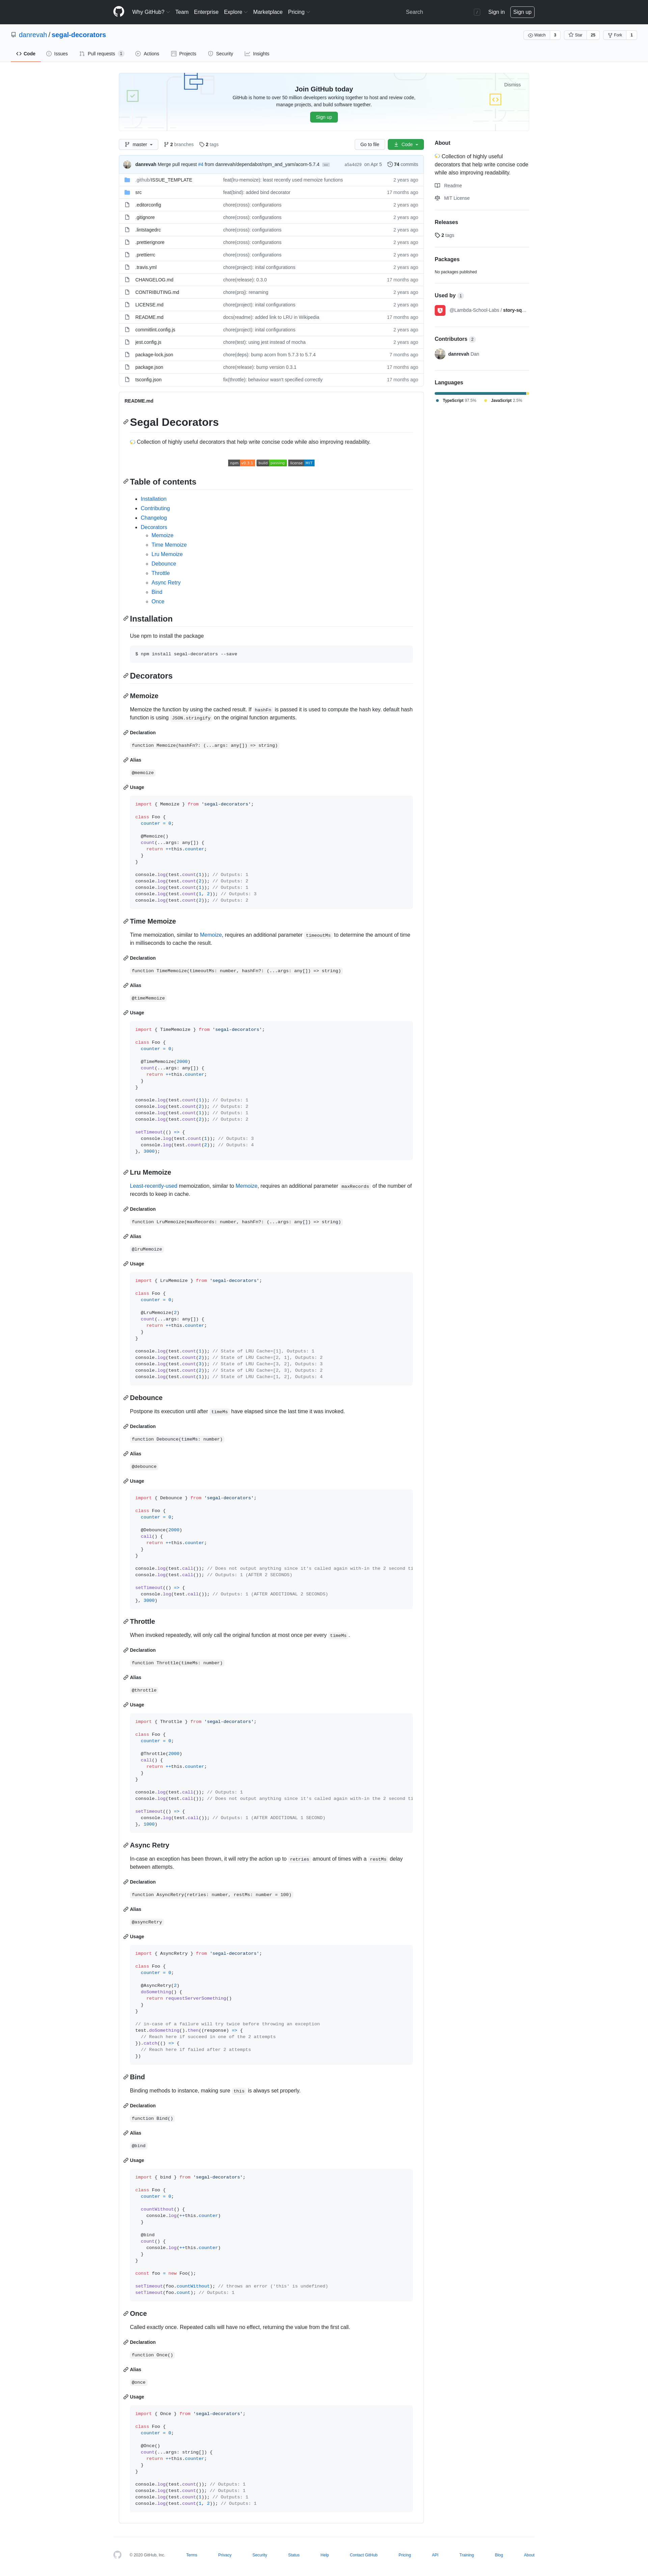 Why GitHub? Team Enterprise Explore Marketplace Pricing Search Sign in Sign up
danrevah / segal-decorators Watch 3 Star 25 Fork 1
Code Issues Pull requests Actions Projects Security Insights
Dismiss
Join GitHub today
GitHub is home to over 50 million developers working together to host and review code,
manage projects, and build software together.
Sign up
master 2 branches 2 tags Go to file Code
danrevah Merge pull request #4 from danrevah/dependabot/npm_and_yarn/acorn-5.7.4 on Apr 5 74 commits
.github/ISSUE_TEMPLATE feat(lru-memoize): least recently used memoize functions 2 years ago
src feat(bind): added bind decorator 17 months ago
.editorconfig chore(cross): configurations 2 years ago
.gitignore chore(cross): configurations 2 years ago
.lintstagedrc chore(cross): configurations 2 years ago
.prettierignore chore(cross): configurations 2 years ago
.prettierrc chore(cross): configurations 2 years ago
.travis.yml chore(project): inital configurations 2 years ago
CHANGELOG.md chore(release): 0.3.0 17 months ago
CONTRIBUTING.md chore(proj): renaming 2 years ago
LICENSE.md chore(project): inital configurations 2 years ago
README.md docs(readme): added link to LRU in Wikipedia 17 months ago
commitlint.config.js chore(project): inital configurations 2 years ago
jest.config.js chore(test): using jest instead of mocha 2 years ago
package-lock.json chore(deps): bump acorn from 5.7.3 to 5.7.4 7 months ago
package.json chore(release): bump version 0.3.1 17 months ago
tsconfig.json fix(throttle): behaviour wasn't specified correctly 17 months ago
About
Collection of highly useful
decorators that help write concise code
while also improving readability.
Readme
MIT License
Releases
2 tags
Packages
No packages published
Used by 1
@Lambda-School-Labs / story-sq...
Contributors 2
danrevah Dan
Languages
TypeScript 97.5% JavaScript 2.5%
README.md
Segal Decorators
Collection of highly useful decorators that help write concise code while also improving readability.
Table of contents
Installation
Contributing
Changelog
Decorators
Memoize
Time Memoize
Lru Memoize
Debounce
Throttle
Async Retry
Bind
Once
Installation
Use npm to install the package
$ npm install segal-decorators --save
Decorators
Memoize
Memoize the function by using the cached result. If hashFn is passed it is used to compute the hash key. default hash
function is using JSON.stringify on the original function arguments.
Declaration
function Memoize(hashFn?: (...args: any[]) => string)
Alias
@memoize
Usage
import { Memoize } from 'segal-decorators';
class Foo {
counter = 0;
@Memoize()
count(...args: any[]) {
return ++this.counter;
}
}
console.log(test.count(1)); // Outputs: 1
console.log(test.count(2)); // Outputs: 2
console.log(test.count(1)); // Outputs: 1
console.log(test.count(1, 2)); // Outputs: 3
console.log(test.count(2)); // Outputs: 2
Time Memoize
Time memoization, similar to Memoize, requires an additional parameter timeoutMs to determine the amount of time
in milliseconds to cache the result.
Declaration
function TimeMemoize(timeoutMs: number, hashFn?: (...args: any[]) => string)
Alias
@timeMemoize
Usage
import { TimeMemoize } from 'segal-decorators';
class Foo {
counter = 0;
@TimeMemoize(2000)
count(...args: any[]) {
return ++this.counter;
}
}
console.log(test.count(1)); // Outputs: 1
console.log(test.count(2)); // Outputs: 2
console.log(test.count(1)); // Outputs: 1
console.log(test.count(2)); // Outputs: 2
setTimeout(() => {
console.log(test.count(1)); // Outputs: 3
console.log(test.count(2)); // Outputs: 4
}, 3000);
Lru Memoize
Least-recently-used memoization, similar to Memoize, requires an additional parameter maxRecords of the number of
records to keep in cache.
Declaration
function LruMemoize(maxRecords: number, hashFn?: (...args: any[]) => string)
Alias
@lruMemoize
Usage
import { LruMemoize } from 'segal-decorators';
class Foo {
counter = 0;
@LruMemoize(2)
count(...args: any[]) {
return ++this.counter;
}
}
console.log(test.count(1)); // State of LRU Cache=[1], Outputs: 1
console.log(test.count(2)); // State of LRU Cache=[2, 1], Outputs: 2
console.log(test.count(3)); // State of LRU Cache=[3, 2], Outputs: 3
console.log(test.count(2)); // State of LRU Cache=[2, 3], Outputs: 2
console.log(test.count(1)); // State of LRU Cache=[1, 2], Outputs: 4
Debounce
Postpone its execution until after timeMs have elapsed since the last time it was invoked.
Declaration
function Debounce(timeMs: number)
Alias
@debounce
Usage
import { Debounce } from 'segal-decorators';
class Foo {
counter = 0;
@Debounce(2000)
call() {
return ++this.counter;
}
}
console.log(test.call()); // Does not output anything since it's called again with-in the 2 second ti
console.log(test.call()); // Outputs: 1 (AFTER 2 SECONDS)
setTimeout(() => {
console.log(test.call()); // Outputs: 1 (AFTER ADDITIONAL 2 SECONDS)
}, 3000)
Throttle
When invoked repeatedly, will only call the original function at most once per every timeMs.
Declaration
function Throttle(timeMs: number)
Alias
@throttle
Usage
import { Throttle } from 'segal-decorators';
class Foo {
counter = 0;
@Throttle(2000)
call() {
return ++this.counter;
}
}
console.log(test.call()); // Outputs: 1
console.log(test.call()); // Does not output anything since it's called again with-in the 2 second ti
setTimeout(() => {
console.log(test.call()); // Outputs: 1 (AFTER ADDITIONAL 1 SECOND)
}, 1000)
Async Retry
In-case an exception has been thrown, it will retry the action up to retries amount of times with a restMs delay
between attempts.
Declaration
function AsyncRetry(retries: number, restMs: number = 100)
Alias
@asyncRetry
Usage
import { AsyncRetry } from 'segal-decorators';
class Foo {
counter = 0;
@AsyncRetry(2)
doSomething() {
return requestServerSomething()
}
}
// in-case of a failure will try twice before throwing an exception
test.doSomething().then((response) => {
// Reach here if succeed in one of the 2 attempts
}).catch(() => {
// Reach here if failed after 2 attempts
})
Bind
Binding methods to instance, making sure this is always set properly.
Declaration
function Bind()
Alias
@bind
Usage
import { bind } from 'segal-decorators';
class Foo {
counter = 0;
countWithout() {
console.log(++this.counter)
}
@bind
count() {
console.log(++this.counter)
}
}
const foo = new Foo();
setTimeout(foo.countWithout); // throws an error ('this' is undefined)
setTimeout(foo.count); // Outputs: 1
Once
Called exactly once. Repeated calls will have no effect, returning the value from the first call.
Declaration
function Once()
Alias
@once
Usage
import { Once } from 'segal-decorators';
class Foo {
counter = 0;
@Once()
count(...args: string[]) {
return ++this.counter;
}
}
console.log(test.count()); // Outputs: 1
console.log(test.count()); // Outputs: 1
console.log(test.count(1)); // Outputs: 1
console.log(test.count(1, 2)); // Outputs: 1
© 2020 GitHub, Inc. Terms Privacy Security Status Help Contact GitHub Pricing API Training Blog About